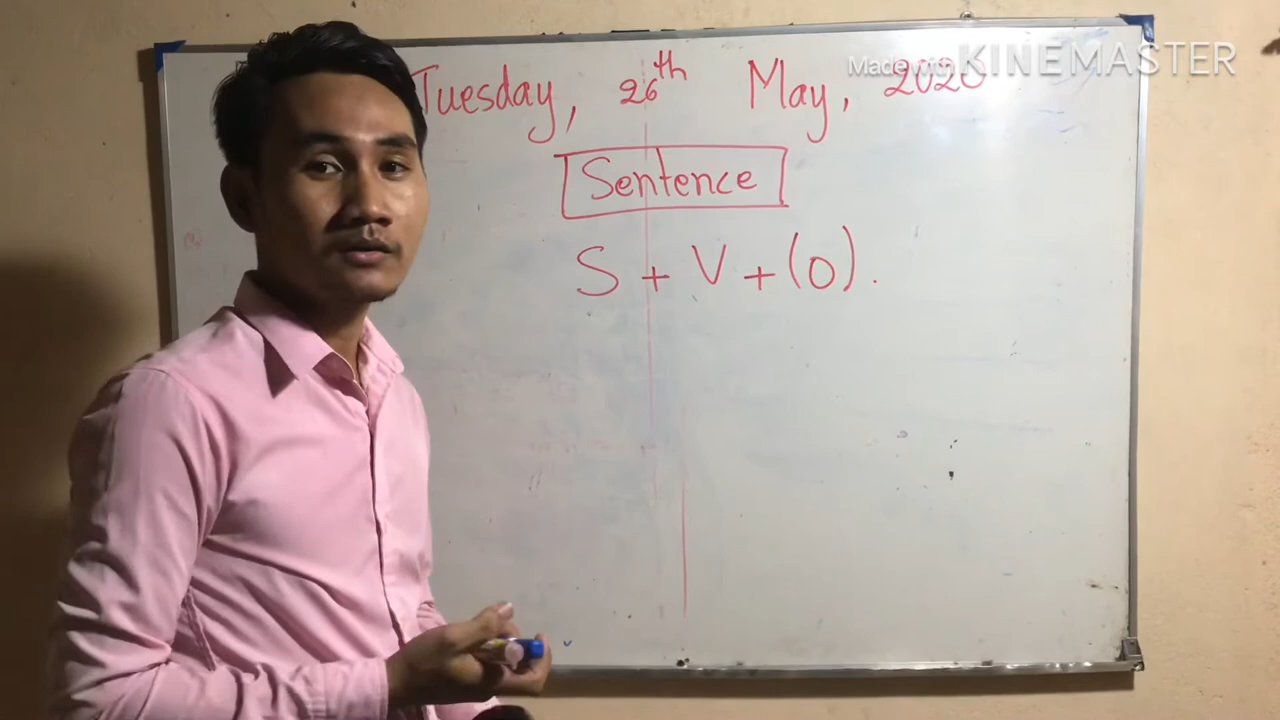 Tuesday, 26th May, 2020
Made with KINEMASTER
Sentence
S + V + (O).